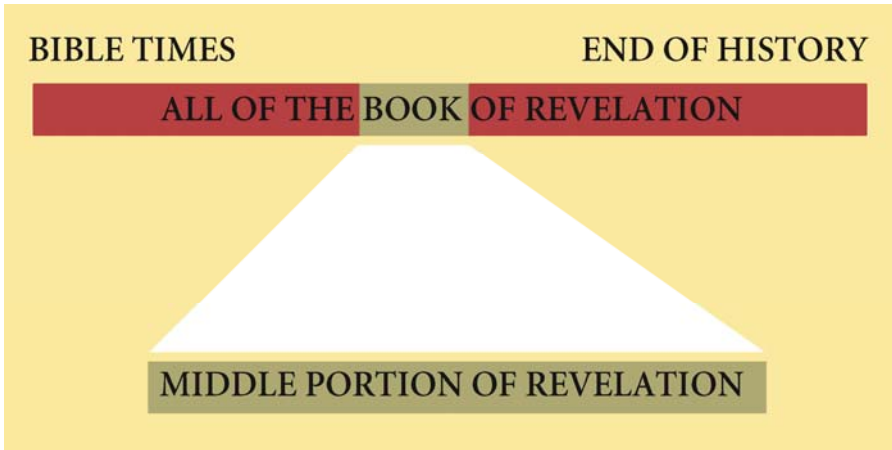 BIBLE TIMES
END OF HISTORY
ALL OF THE BOOK OF REVELATION
MIDDLE PORTION OF REVELATION